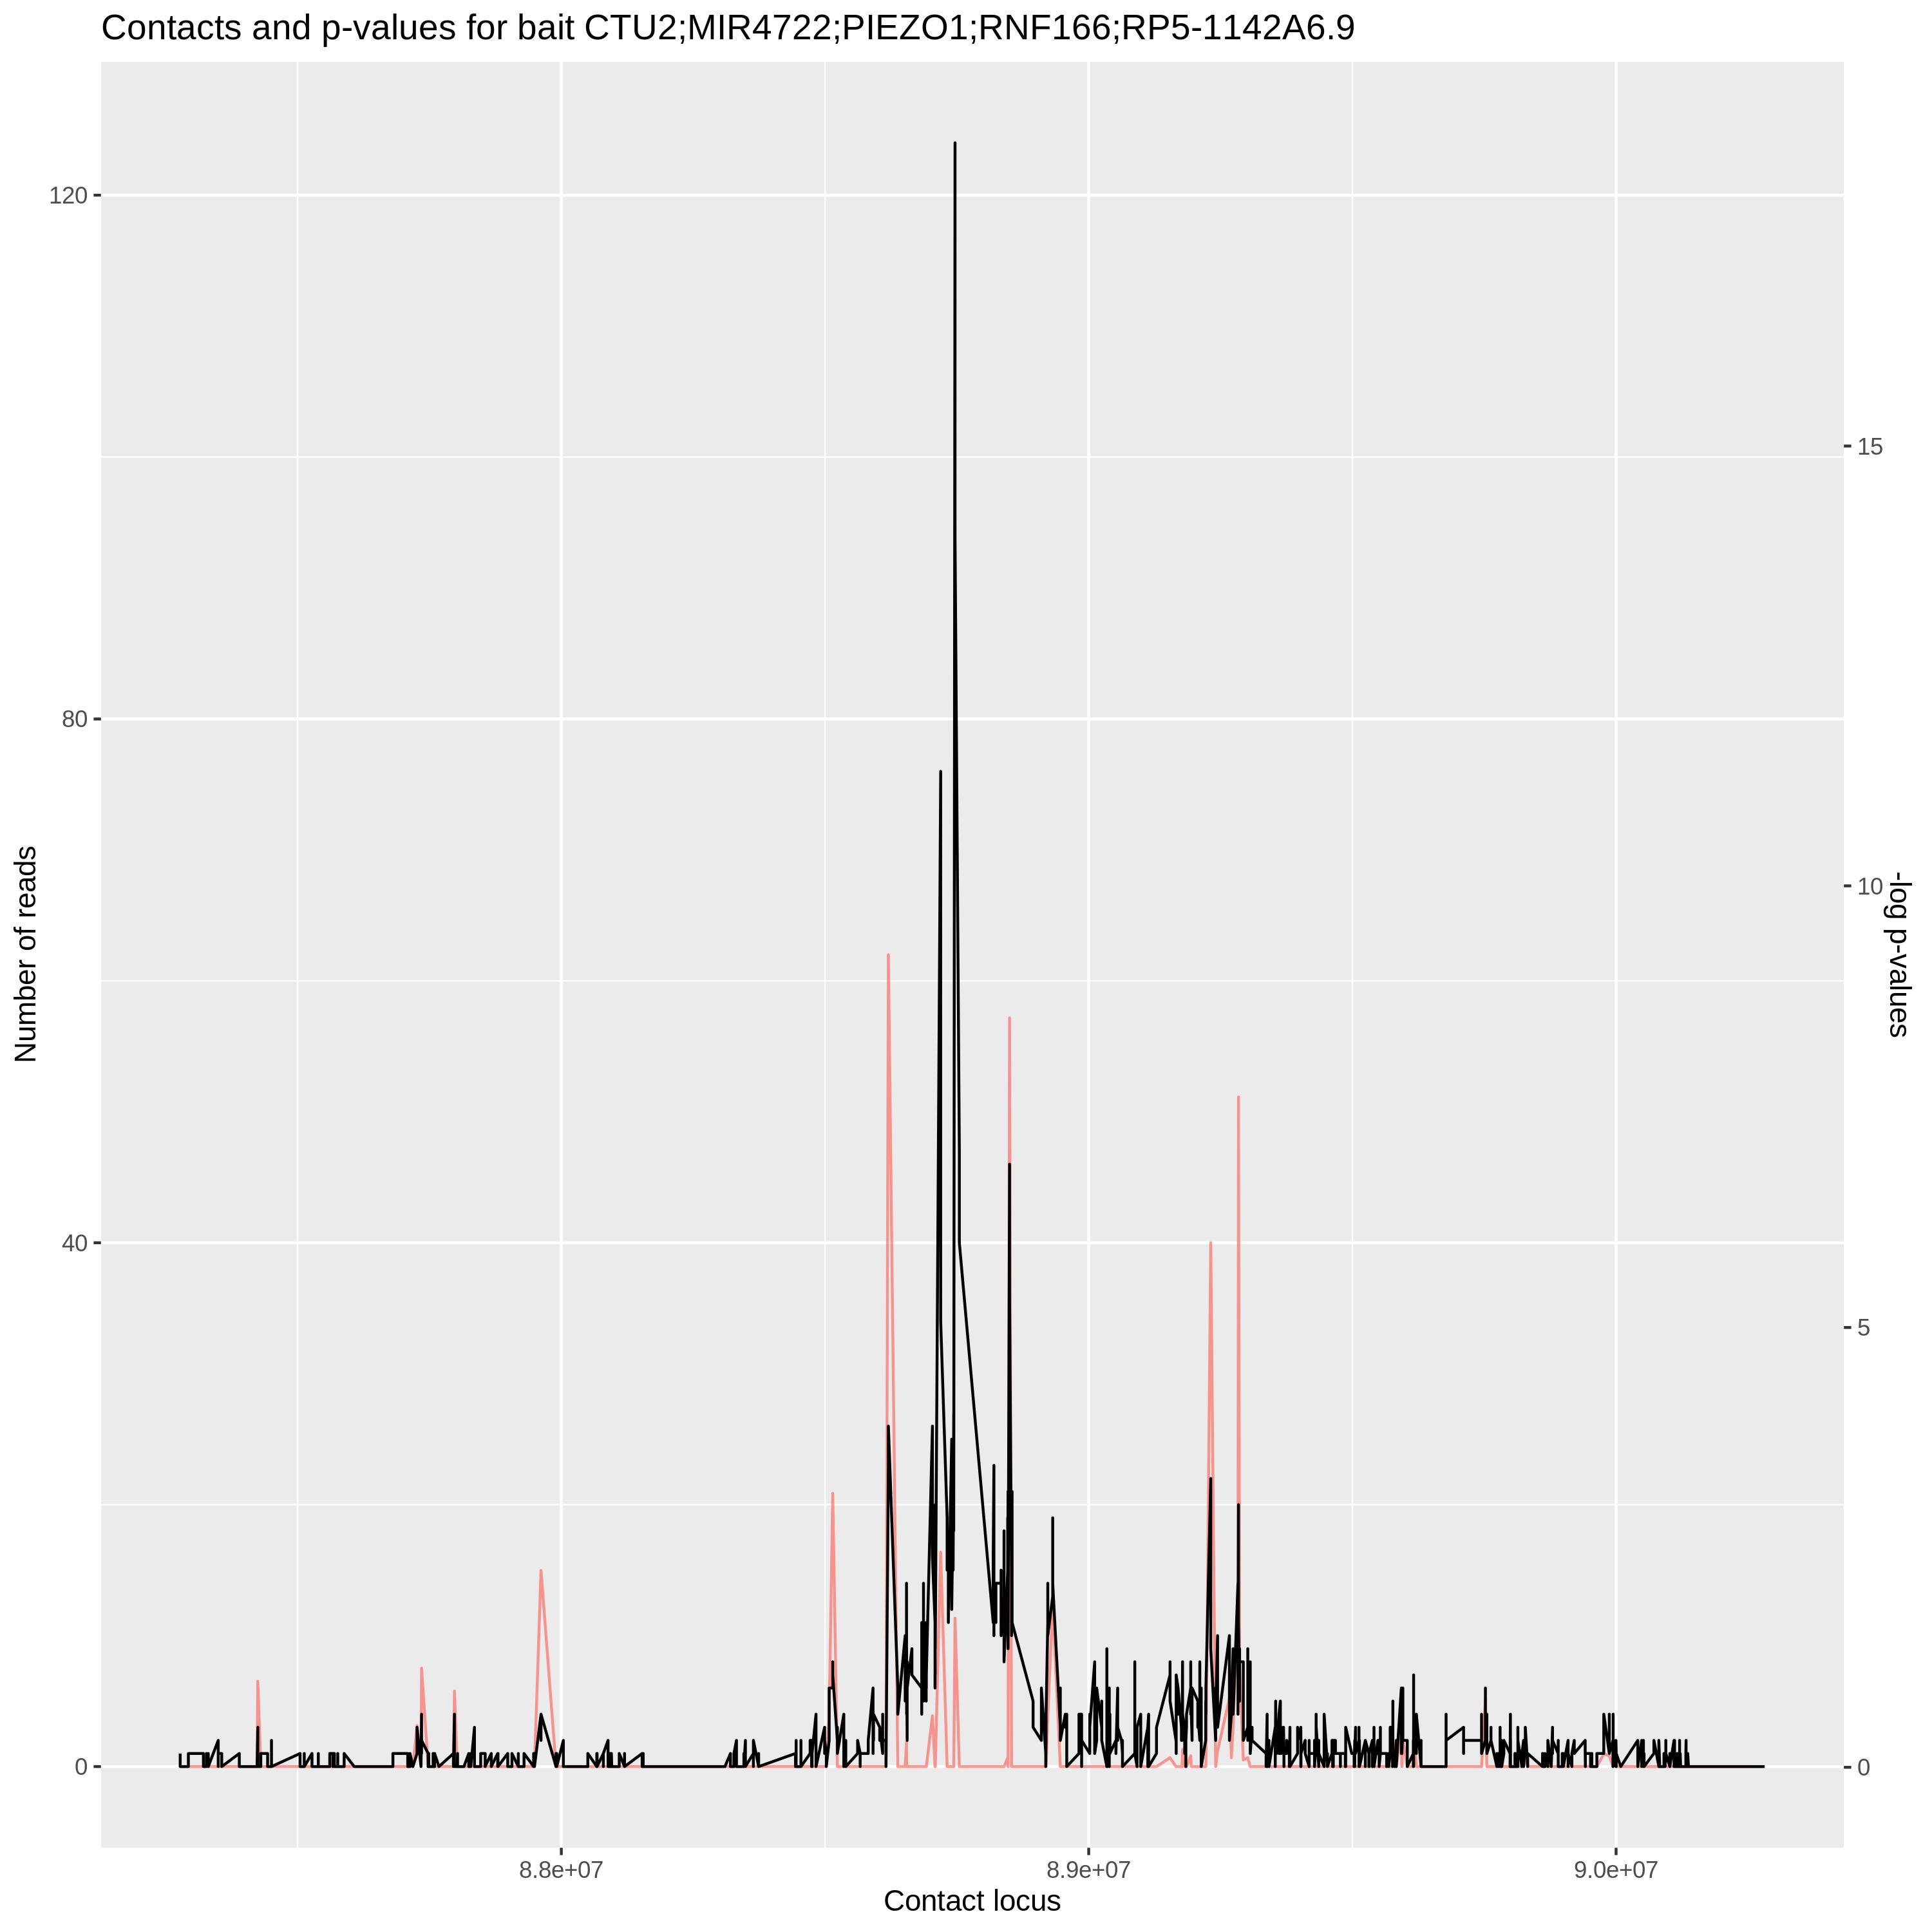 Contacts and p-values for bait CTU2;MIR4722;PIEZO1;RNF166;RP5-1142A6.9
120
80
40
0
Number of reads
15
10
5
0
-log p-values
8.8e+07
8.9e+07
9.0e+07
Contact locus